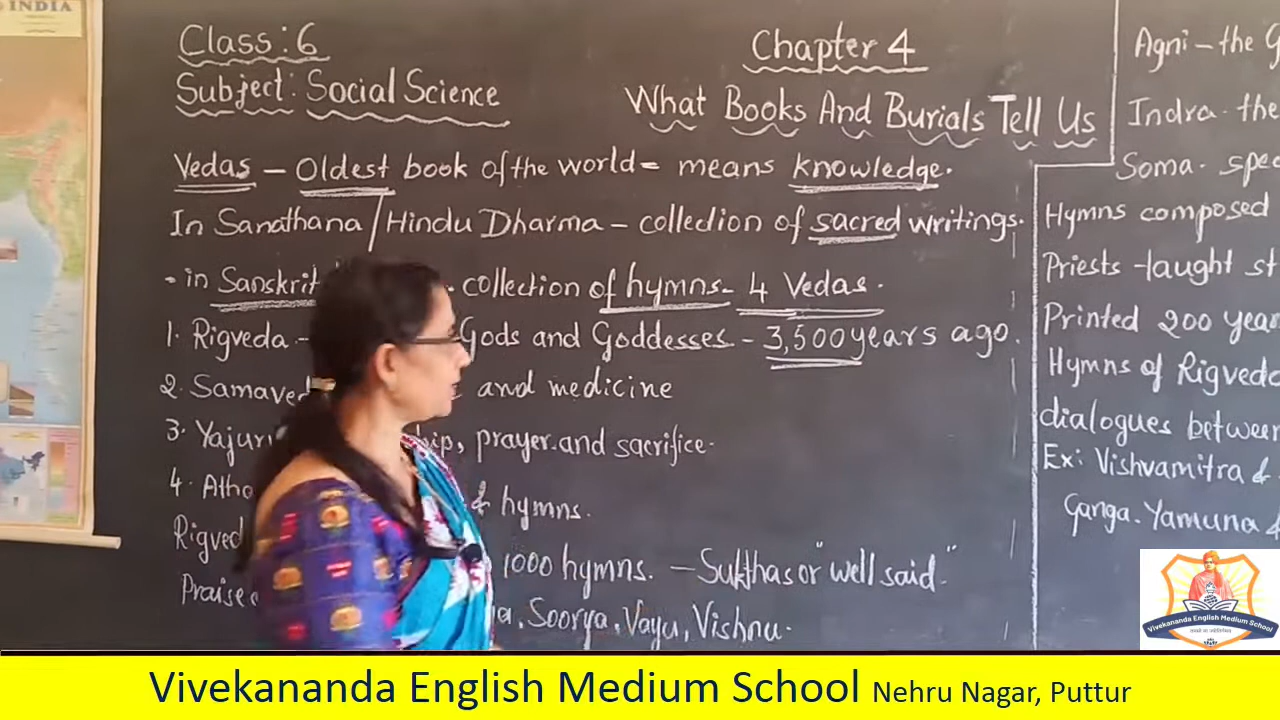 INDIA
Class: 6
Subject: Social Science
Chapter 4
What Books And Burials Tell Us
Vedas – Oldest book of the world = means knowledge.
In Sanathana / Hindu Dharma – collection of sacred writings.
- in Sanskrit - collection of hymns - 4 Vedas.
1. Rigveda - Gods and Goddesses - 3,500 years ago.
2. Samaved and medicine
3. Yajur prayer and sacrifice.
4. Atha & hymns.
Rigved 1000 hymns. – Sukthas or "well said"
Praise Soorya, Vayu, Vishnu.
Agni – the G
Indra - the
Soma - spec
Hymns composed
Priests - taught st
Printed 200 year
Hymns of Rigveda
dialogues between
Ex: Vishvamitra &
Ganga. Yamuna &
Vivekananda English Medium School
Vivekananda English Medium School Nehru Nagar, Puttur